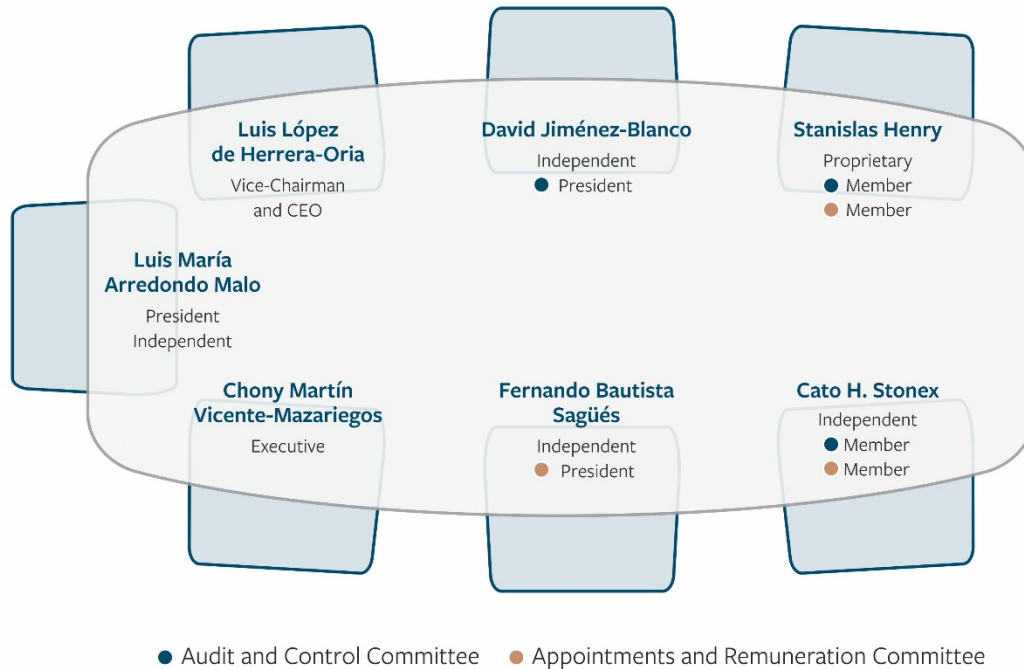 Luis López
de Herrera-Oria
Vice-Chairman
and CEO
David Jiménez-Blanco
Independent
President
Stanislas Henry
Proprietary
Member
Member
Luis María
Arredondo Malo
President
Independent
Chony Martín
Vicente-Mazariegos
Executive
Fernando Bautista
Sagüés
Independent
President
Cato H. Stonex
Independent
Member
Member
Audit and Control Committee
Appointments and Remuneration Committee